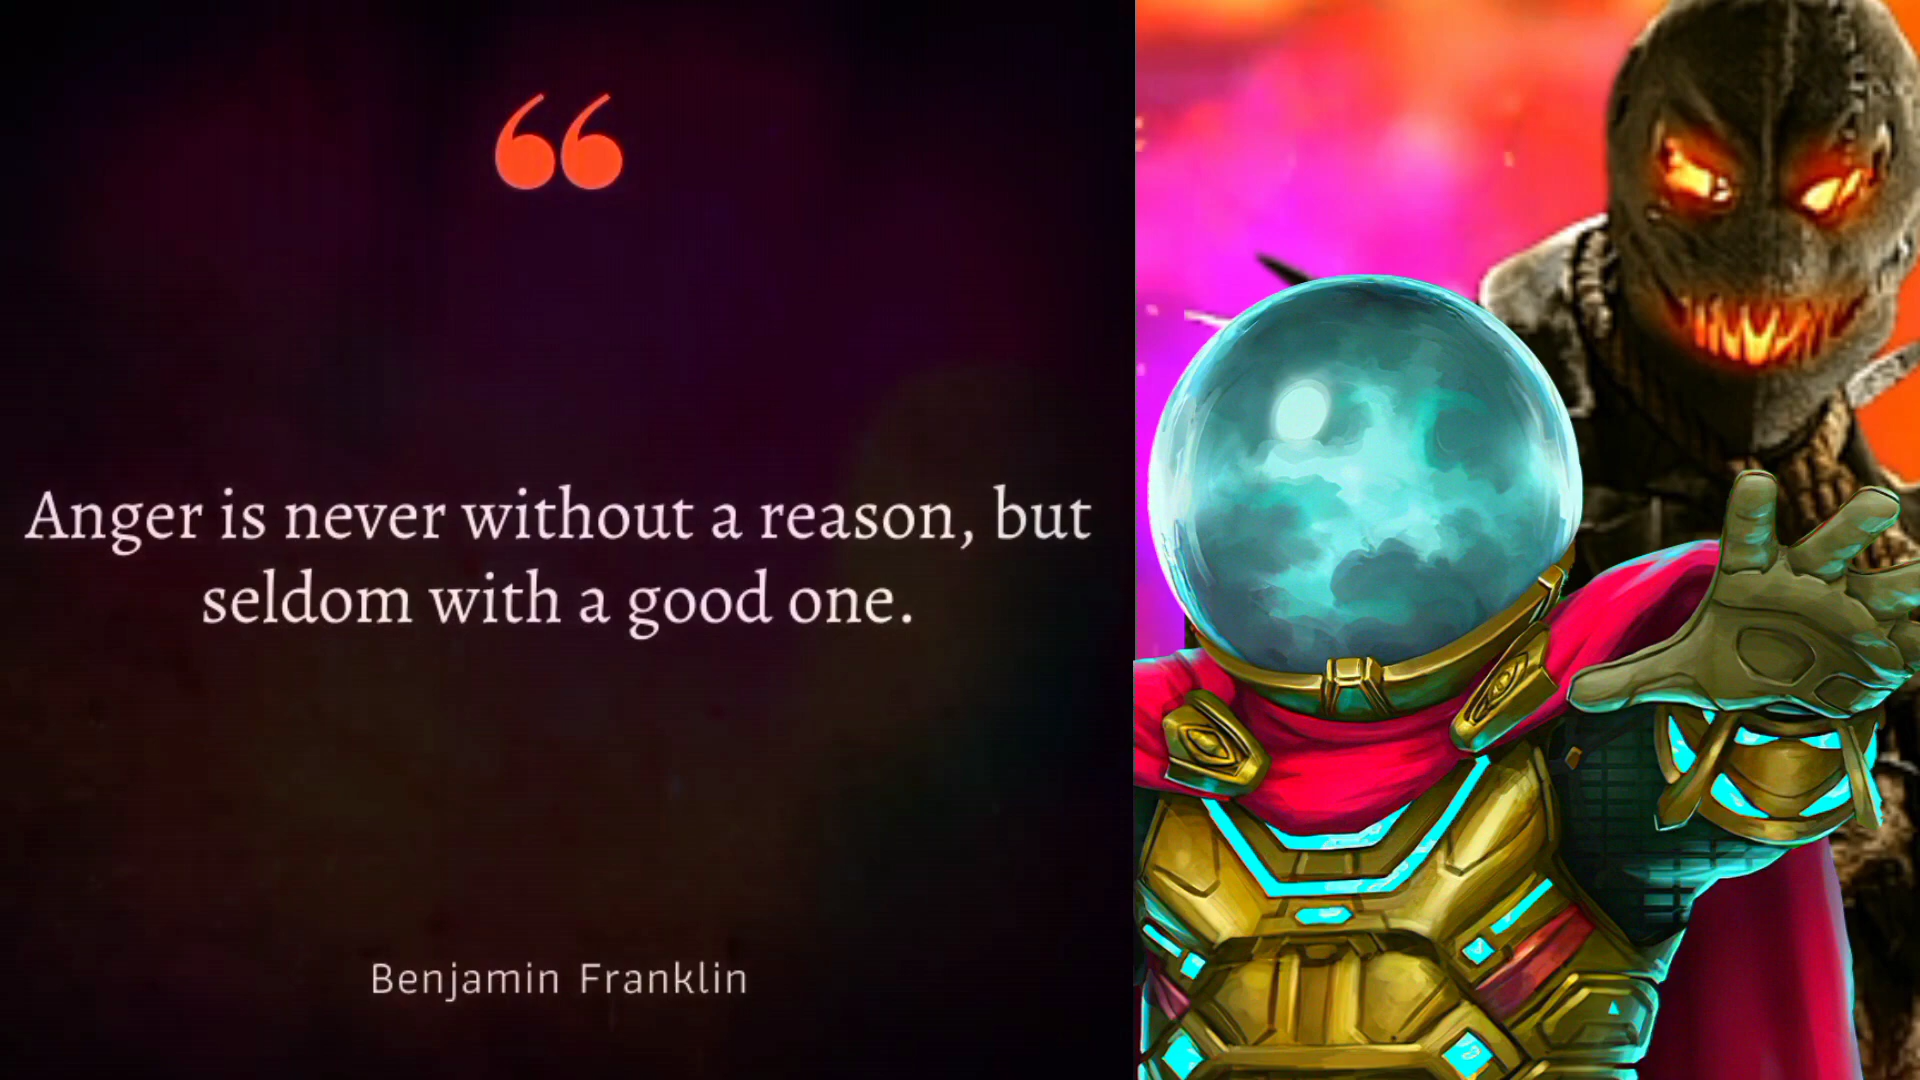 ❝
Anger is never without a reason, but
seldom with a good one.
Benjamin Franklin